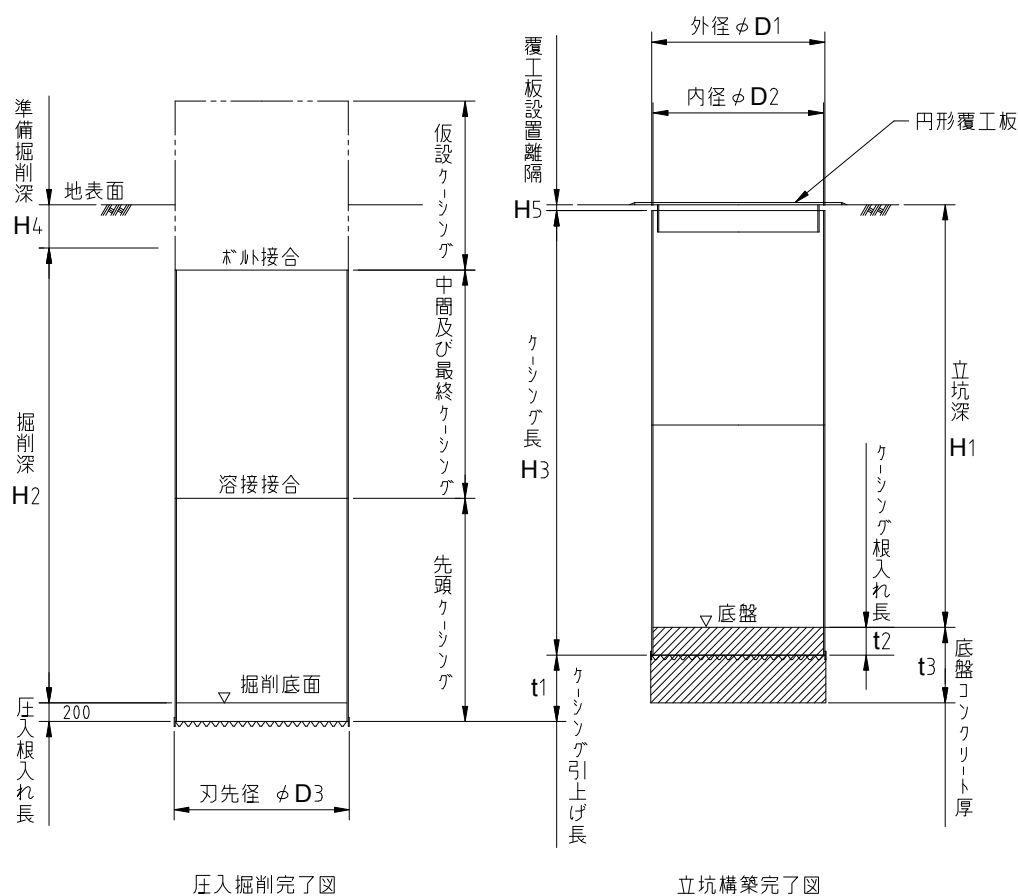 準備掘削深
H4
地表面
仮設ケーシング
ボルト接合
中間及び最終ケーシング
掘削深
H2
溶接接合
先頭ケーシング
掘削底面
圧入根入れ長
200
刃先径 φD3
圧入掘削完了図
外径φD1
内径φD2
円形覆工板
覆工板設置離隔
H5
ケーシング長
H3
立坑深
H1
ケーシング根入れ長
t2
底盤
t3
底盤コンクリート厚
t1
ケーシング引上げ長
立坑構築完了図